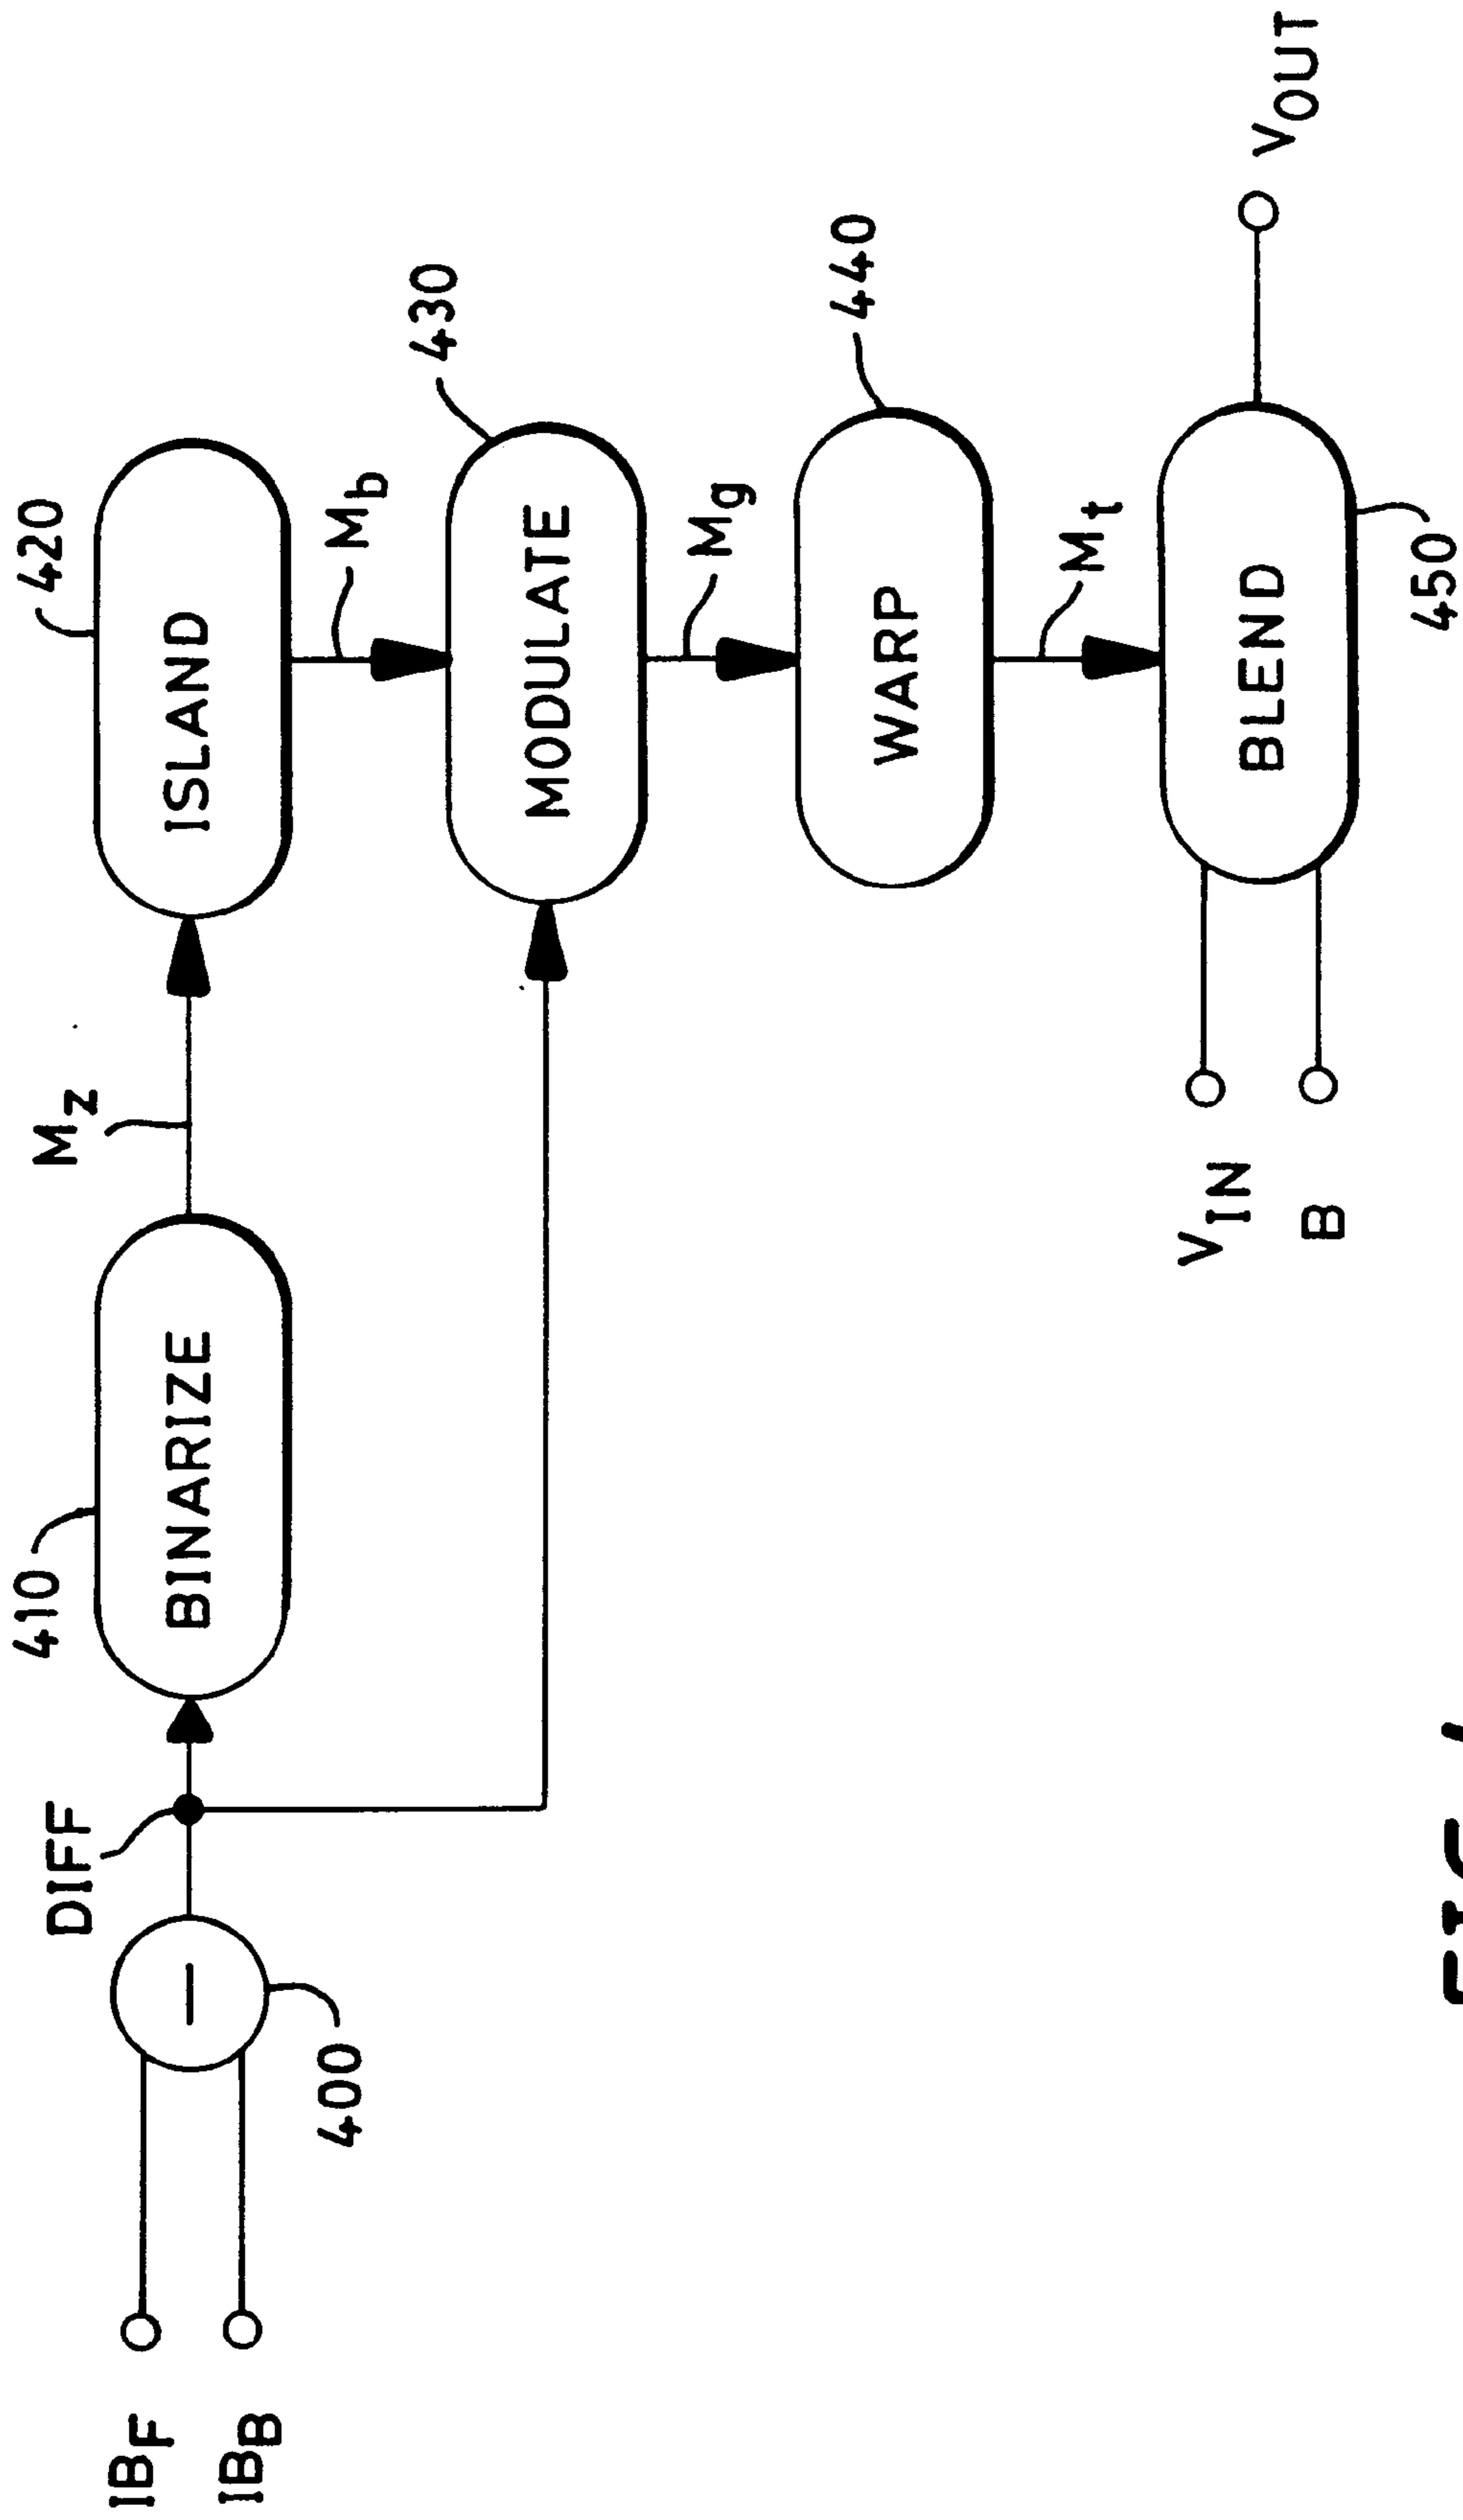 IBF
IBB
400
DIFF
410
BINARIZE
Mz
420
ISLAND
Mb
430
MODULATE
Mg
440
WARP
Mt
VIN
B
BLEND
450
VOUT